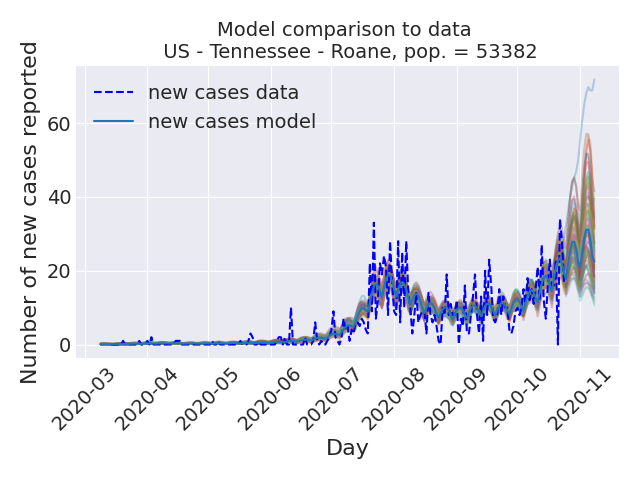 Model comparison to data
US - Tennessee - Roane, pop. = 53382
new cases data
new cases model
Number of new cases reported
60
40
20
0
2020-03
2020-04
2020-05
2020-06
2020-07
2020-08
2020-09
2020-10
2020-11
Day